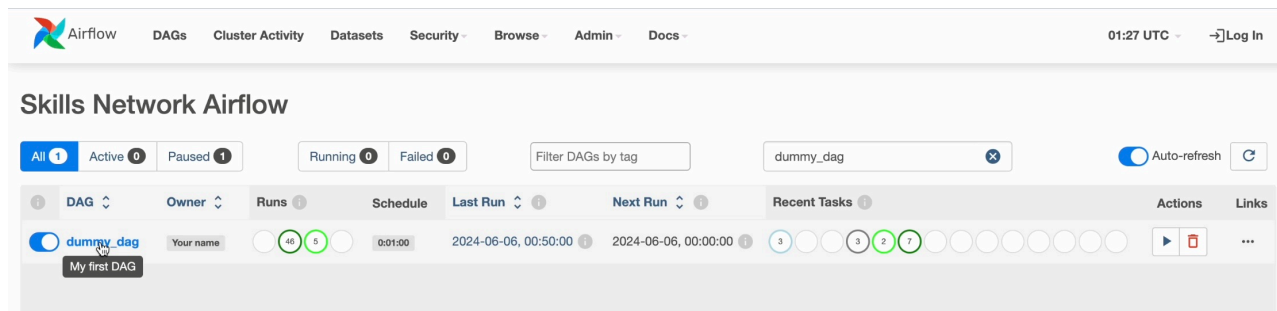 Airflow DAGs Cluster Activity Datasets Security Browse Admin Docs 01:27 UTC Log In
Skills Network Airflow
All 1 Active 0 Paused 1 Running 0 Failed 0 Filter DAGs by tag dummy_dag Auto-refresh
DAG Owner Runs Schedule Last Run Next Run Recent Tasks Actions Links
dummy_dag Your name 46 5 0:01:00 2024-06-06, 00:50:00 2024-06-06, 00:00:00 3 3 2 7
My first DAG